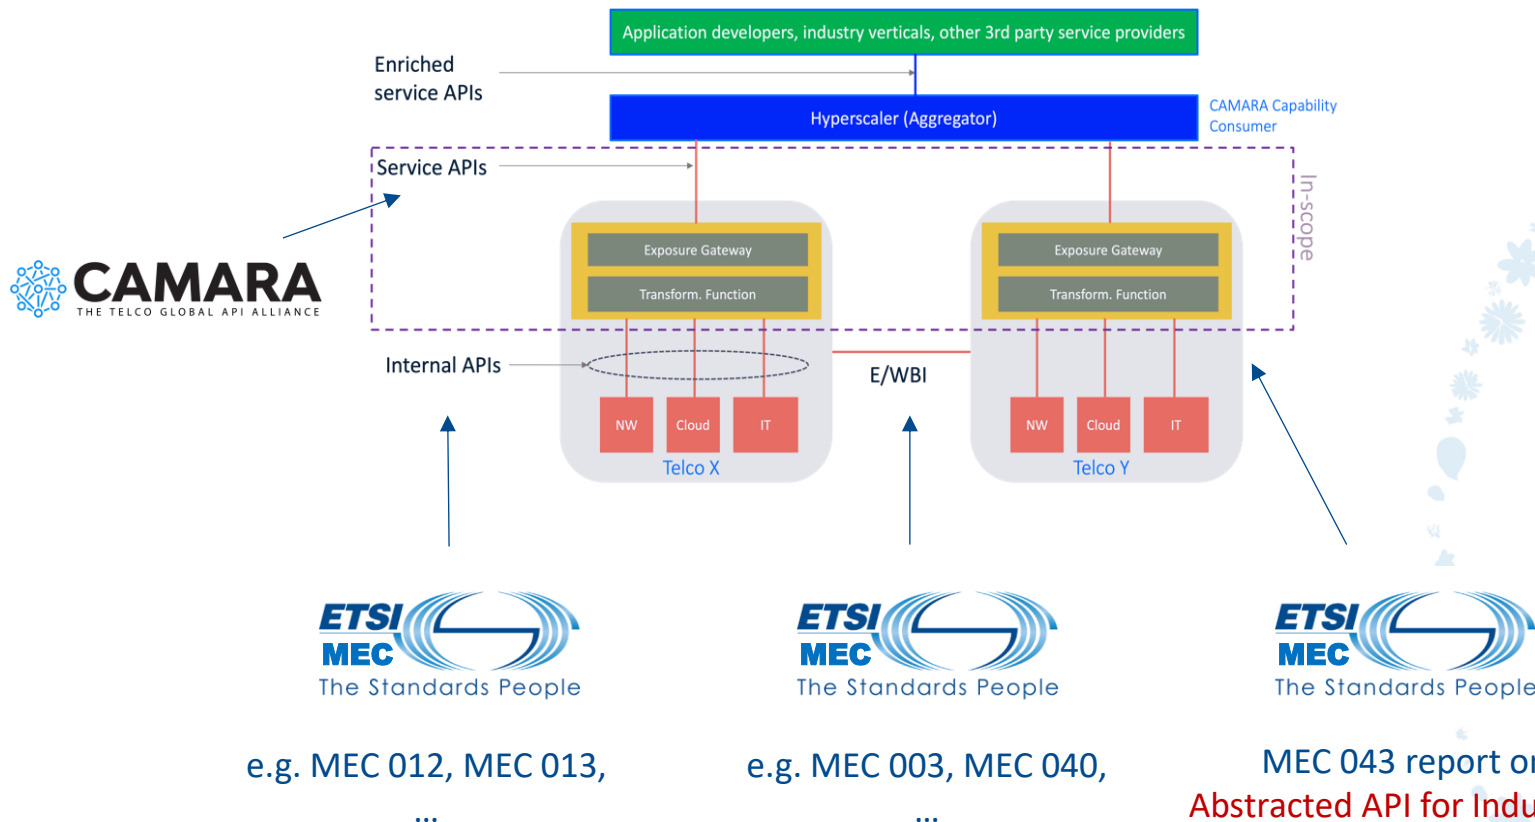 Application developers, industry verticals, other 3rd party service providers
Enriched
service APIs
Hyperscaler (Aggregator)
CAMARA Capability
Consumer
Service APIs
In-scope
Exposure Gateway
Transform. Function
Exposure Gateway
Transform. Function
CAMARA
THE TELCO GLOBAL API ALLIANCE
Internal APIs
E/WBI
NW
Cloud
IT
Telco X
NW
Cloud
IT
Telco Y
ETSI
MEC
The Standards People
ETSI
MEC
The Standards People
ETSI
MEC
The Standards People
e.g. MEC 012, MEC 013,
...
e.g. MEC 003, MEC 040,
...
MEC 043 report on
Abstracted API for Indu